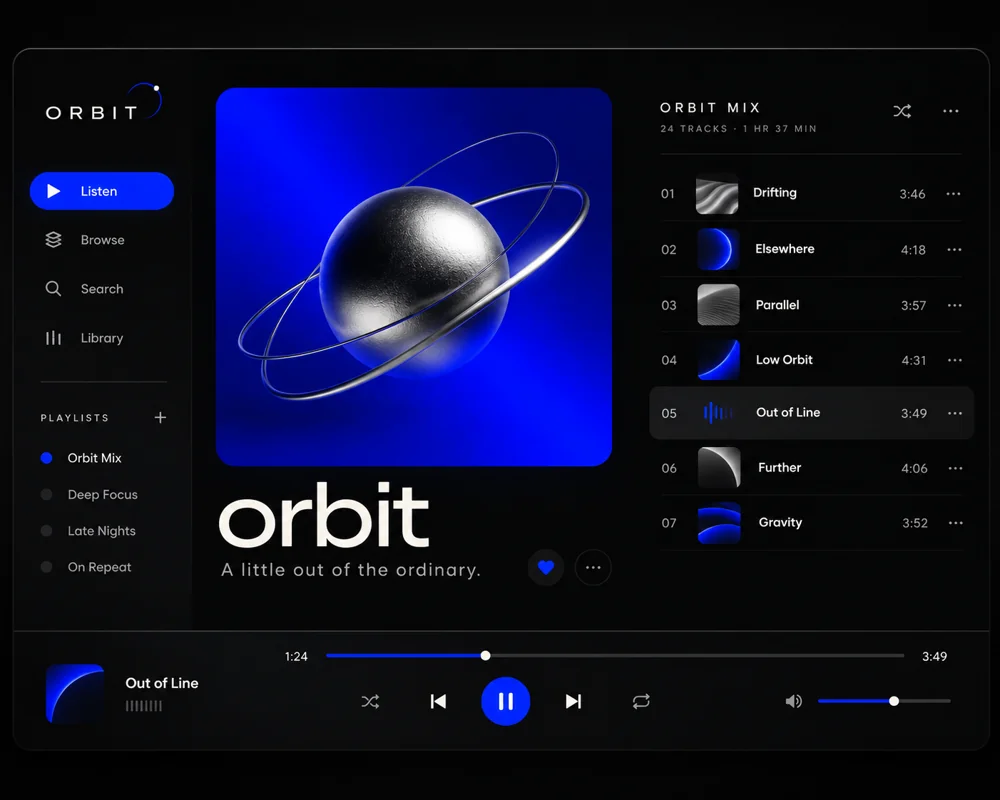 ORBIT
Listen
Browse
Search
Library
PLAYLISTS
Orbit Mix
Deep Focus
Late Nights
On Repeat
orbit
A little out of the ordinary.
ORBIT MIX
24 TRACKS · 1 HR 37 MIN
01 Drifting 3:46
02 Elsewhere 4:18
03 Parallel 3:57
04 Low Orbit 4:31
05 Out of Line 3:49
06 Further 4:06
07 Gravity 3:52
1:24 3:49
Out of Line